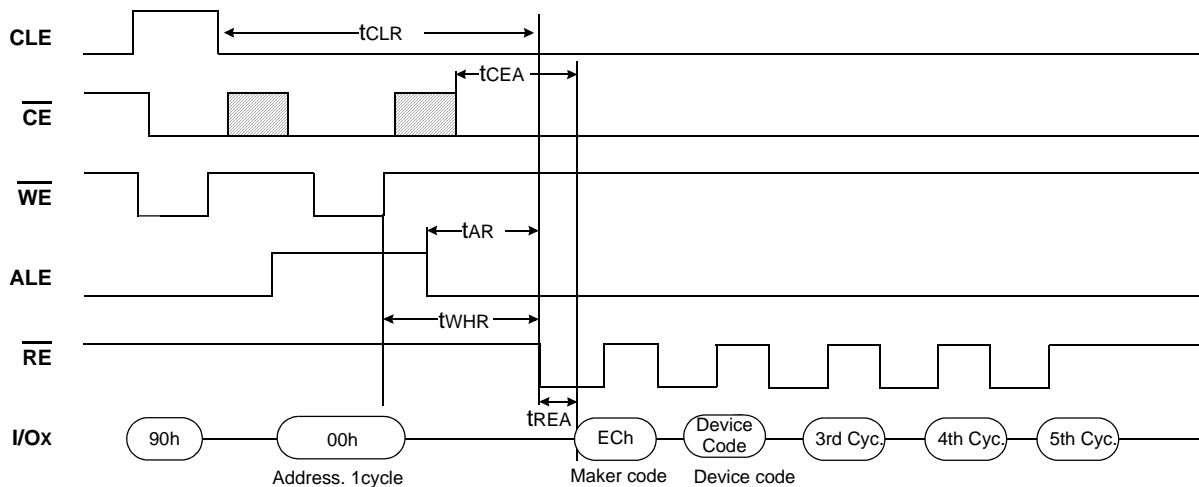 CLE
tCLR
tCEA
CE
WE
tAR
ALE
tWHR
RE
tREA
I/Ox
90h
00h
ECh
Device
Code
3rd Cyc.
4th Cyc.
5th Cyc.
Address. 1cycle
Maker code
Device code